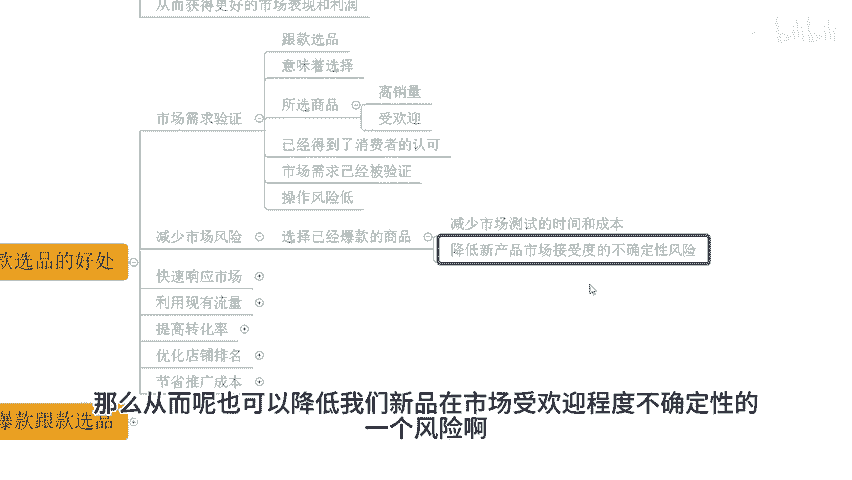 从而获得更好的市场表现和利润
bilibili
跟款选品
意味着选择
高销量
所选商品
市场需求验证
受欢迎
已经得到了消费者的认可
市场需求已经被验证
操作风险低
减少市场测试的时间和成本
减少市场风险
选择已经爆款的商品
降低新产品市场接受度的不确定性风险
款选品的好处
快速响应市场
利用现有流量
提高转化率
优化店铺排名
节省推广成本
爆款跟款选品
那么从而呢也可以降低我们新品在市场受欢迎程度不确定性的
一个风险啊